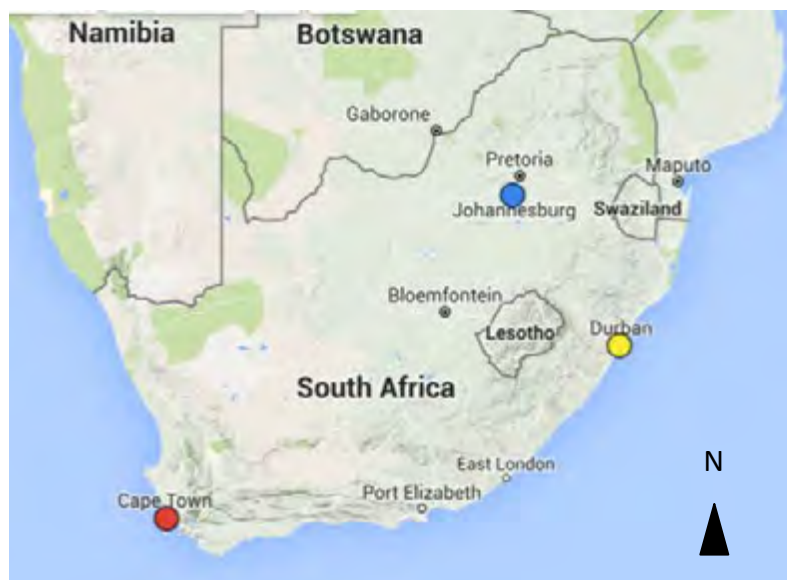 Namibia
Botswana
Gaborone
Pretoria
Maputo
Johannesburg
Swaziland
Bloemfontein
Lesotho
Durban
South Africa
East London
N
Port Elizabeth
Cape Town